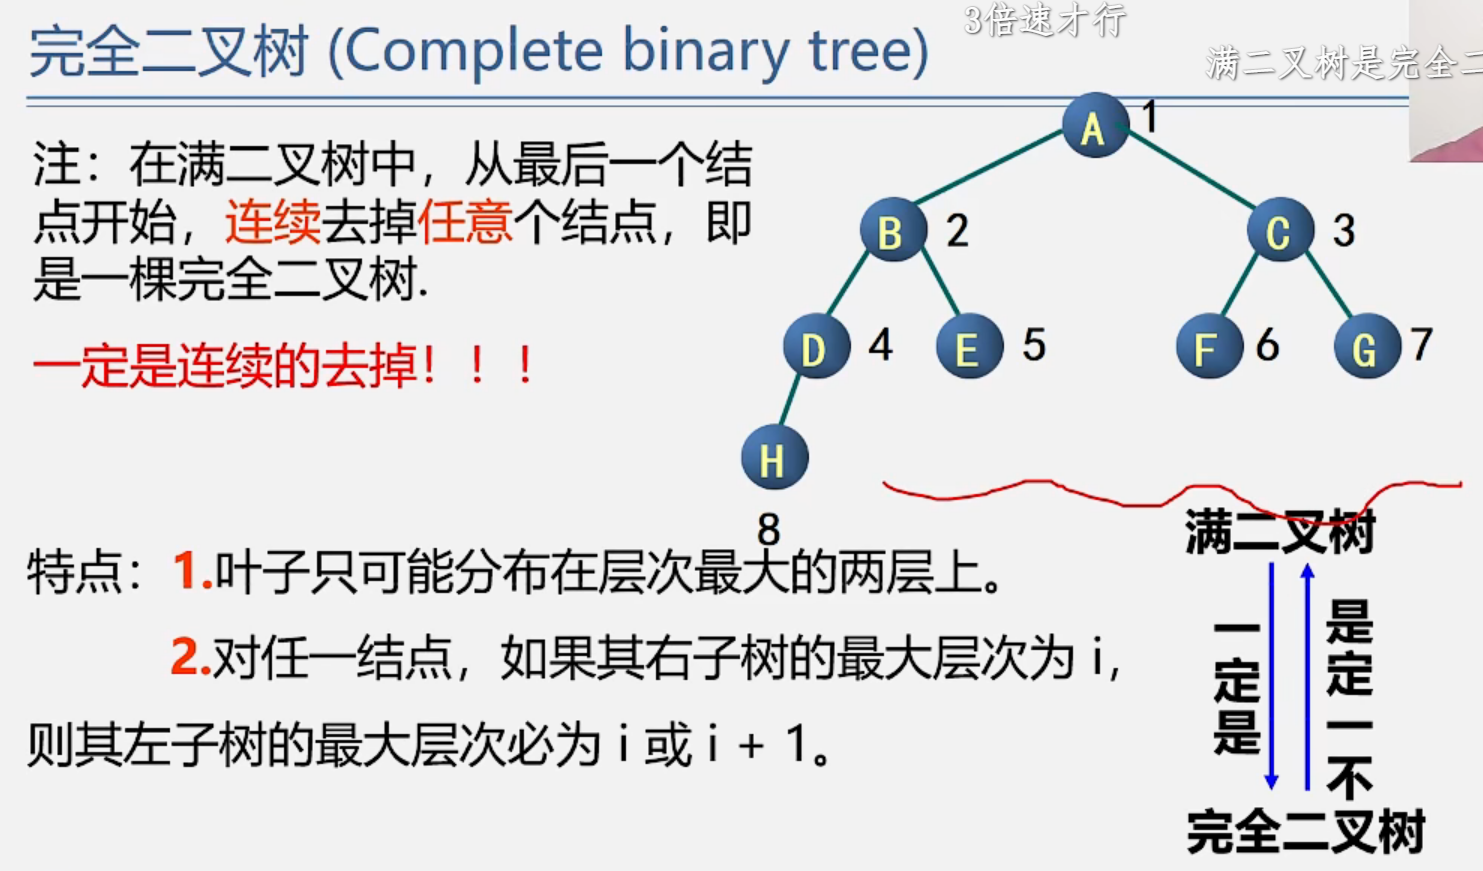 3倍速才行
满二叉树是完全二
完全二叉树 (Complete binary tree)
注：在满二叉树中，从最后一个结
点开始，连续去掉任意个结点，即
是一棵完全二叉树.
一定是连续的去掉！！！
A 1
B 2
C 3
D 4
E 5
F 6
G 7
H
8
特点：1.叶子只可能分布在层次最大的两层上。
2.对任一结点，如果其右子树的最大层次为 i，
则其左子树的最大层次必为 i 或 i + 1。
满二叉树
一定是
是定一不
完全二叉树